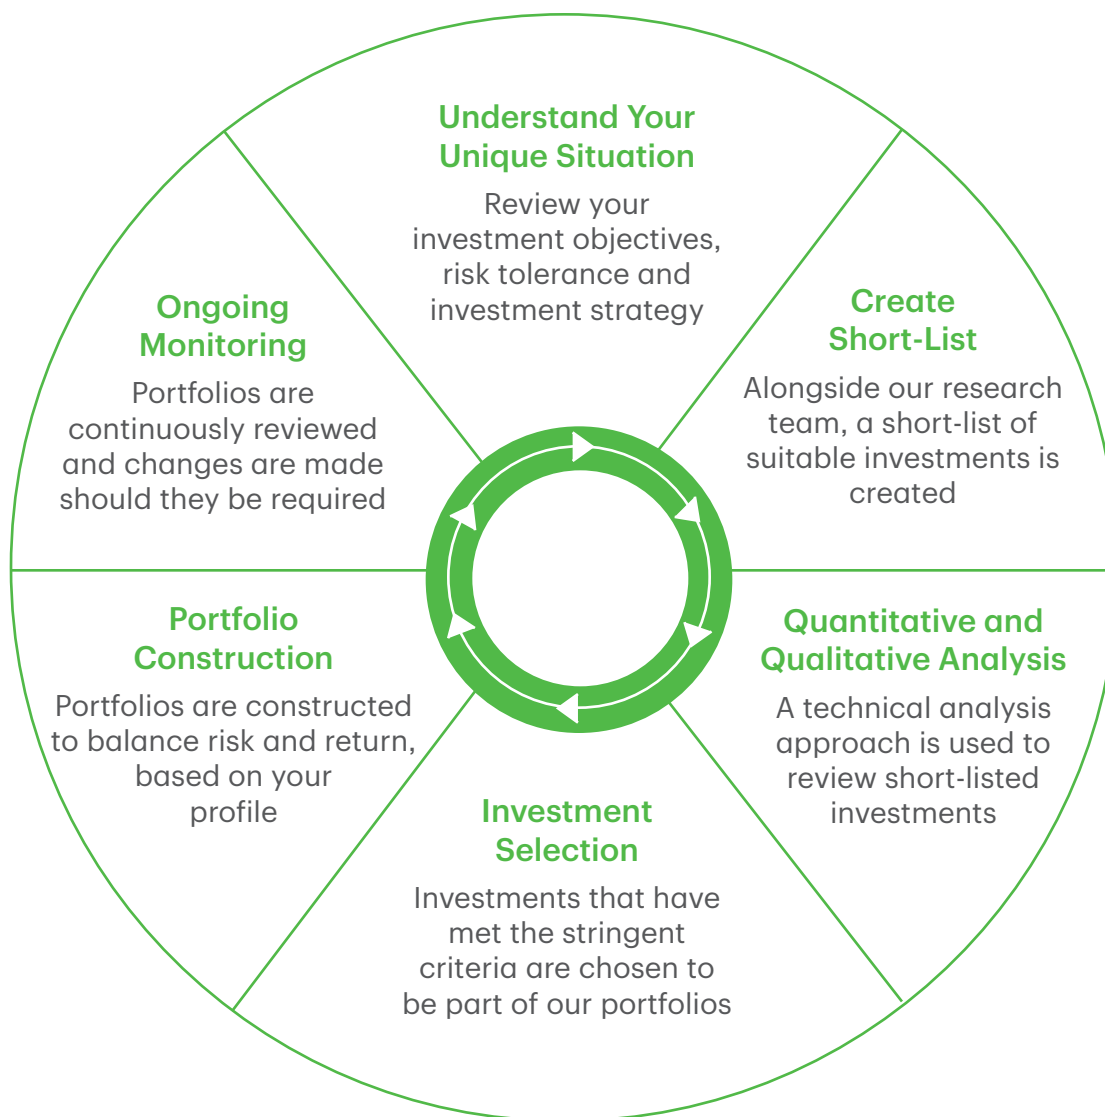 Understand Your
Unique Situation
Review your
investment objectives,
risk tolerance and
investment strategy
Create
Short-List
Alongside our research
team, a short-list of
suitable investments is
created
Quantitative and
Qualitative Analysis
A technical analysis
approach is used to
review short-listed
investments
Investment
Selection
Investments that have
met the stringent
criteria are chosen to
be part of our portfolios
Portfolio
Construction
Portfolios are constructed
to balance risk and return,
based on your
profile
Ongoing
Monitoring
Portfolios are
continuously reviewed
and changes are made
should they be required